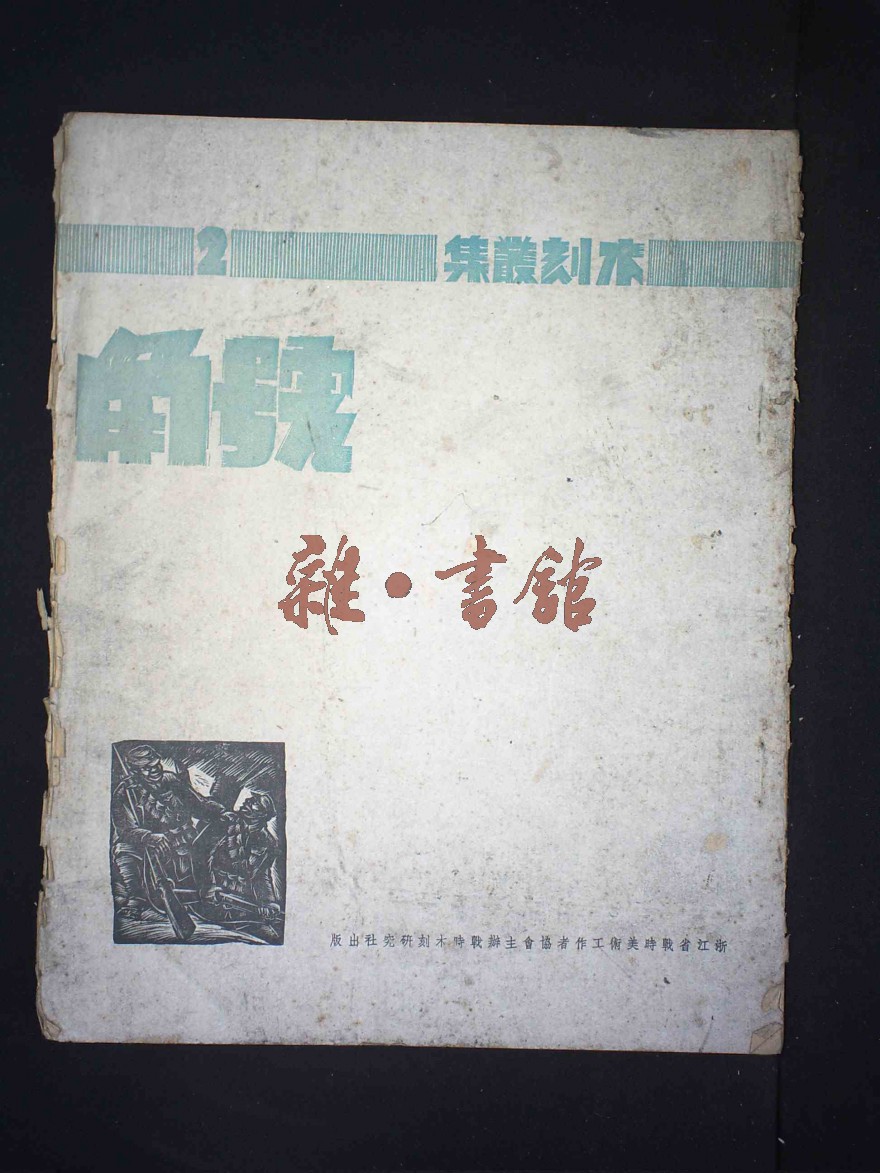 木刻叢集 2
號角
雜·書館
浙江省戰時美術工作者協會主辦戰時木刻研究社出版